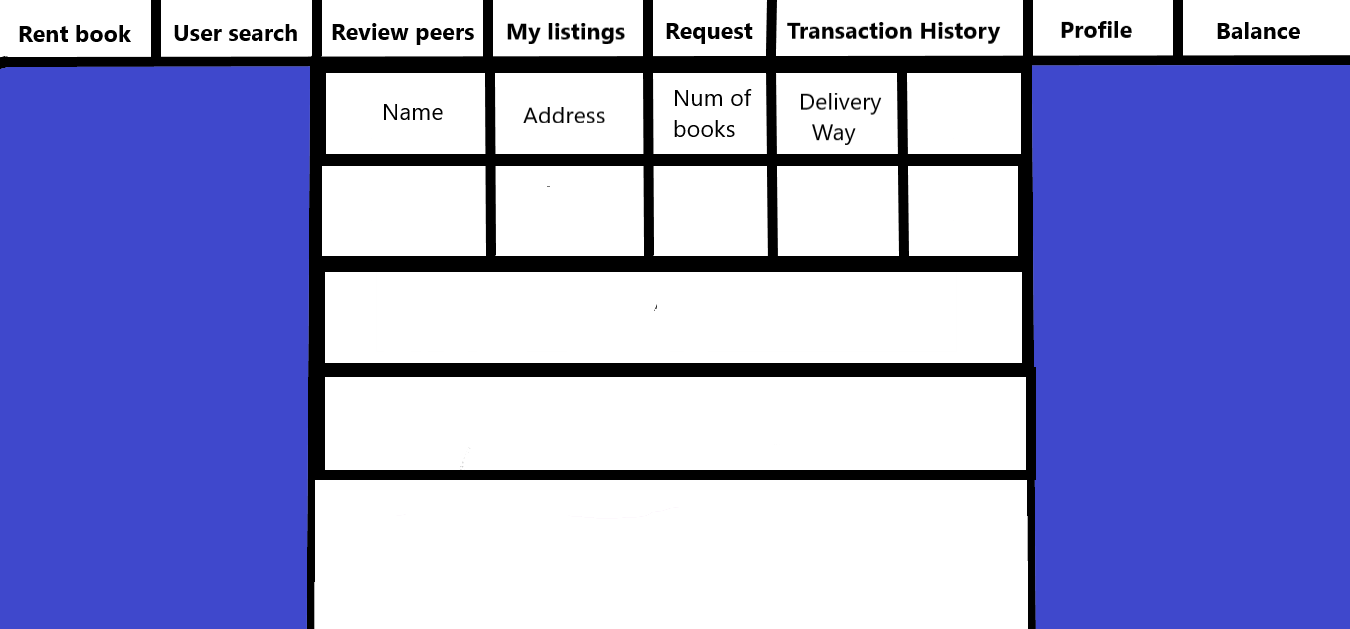 Rent book
User search
Review peers
My listings
Request
Transaction History
Profile
Balance
Name
Address
Num of
books
Delivery
Way